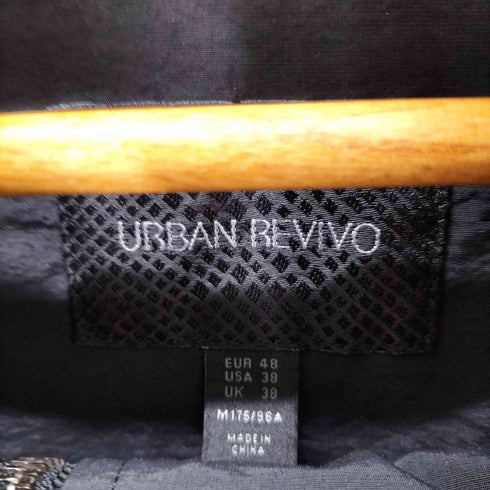 URBAN REVIVO
EUR 48
USA 38
UK 38
M175/96A
MADE IN
CHINA